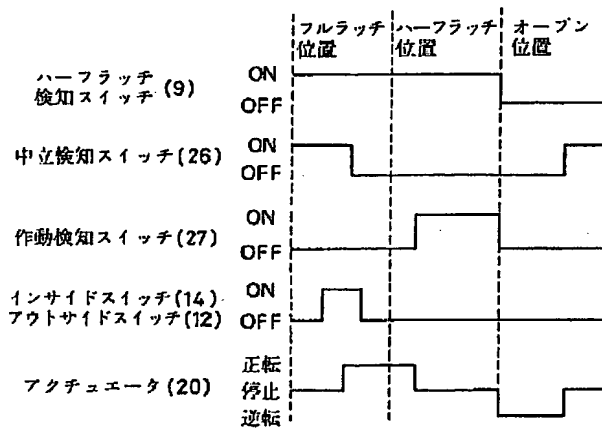 フルラッチ位置
ハーフラッチ位置
オープン位置
ハーフラッチ
検知スイッチ (9)
ON
OFF
中立検知スイッチ(26)
ON
OFF
作動検知スイッチ(27)
ON
OFF
インサイドスイッチ(14)
アウトサイドスイッチ(12)
ON
OFF
アクチュエータ(20)
正転
停止
逆転